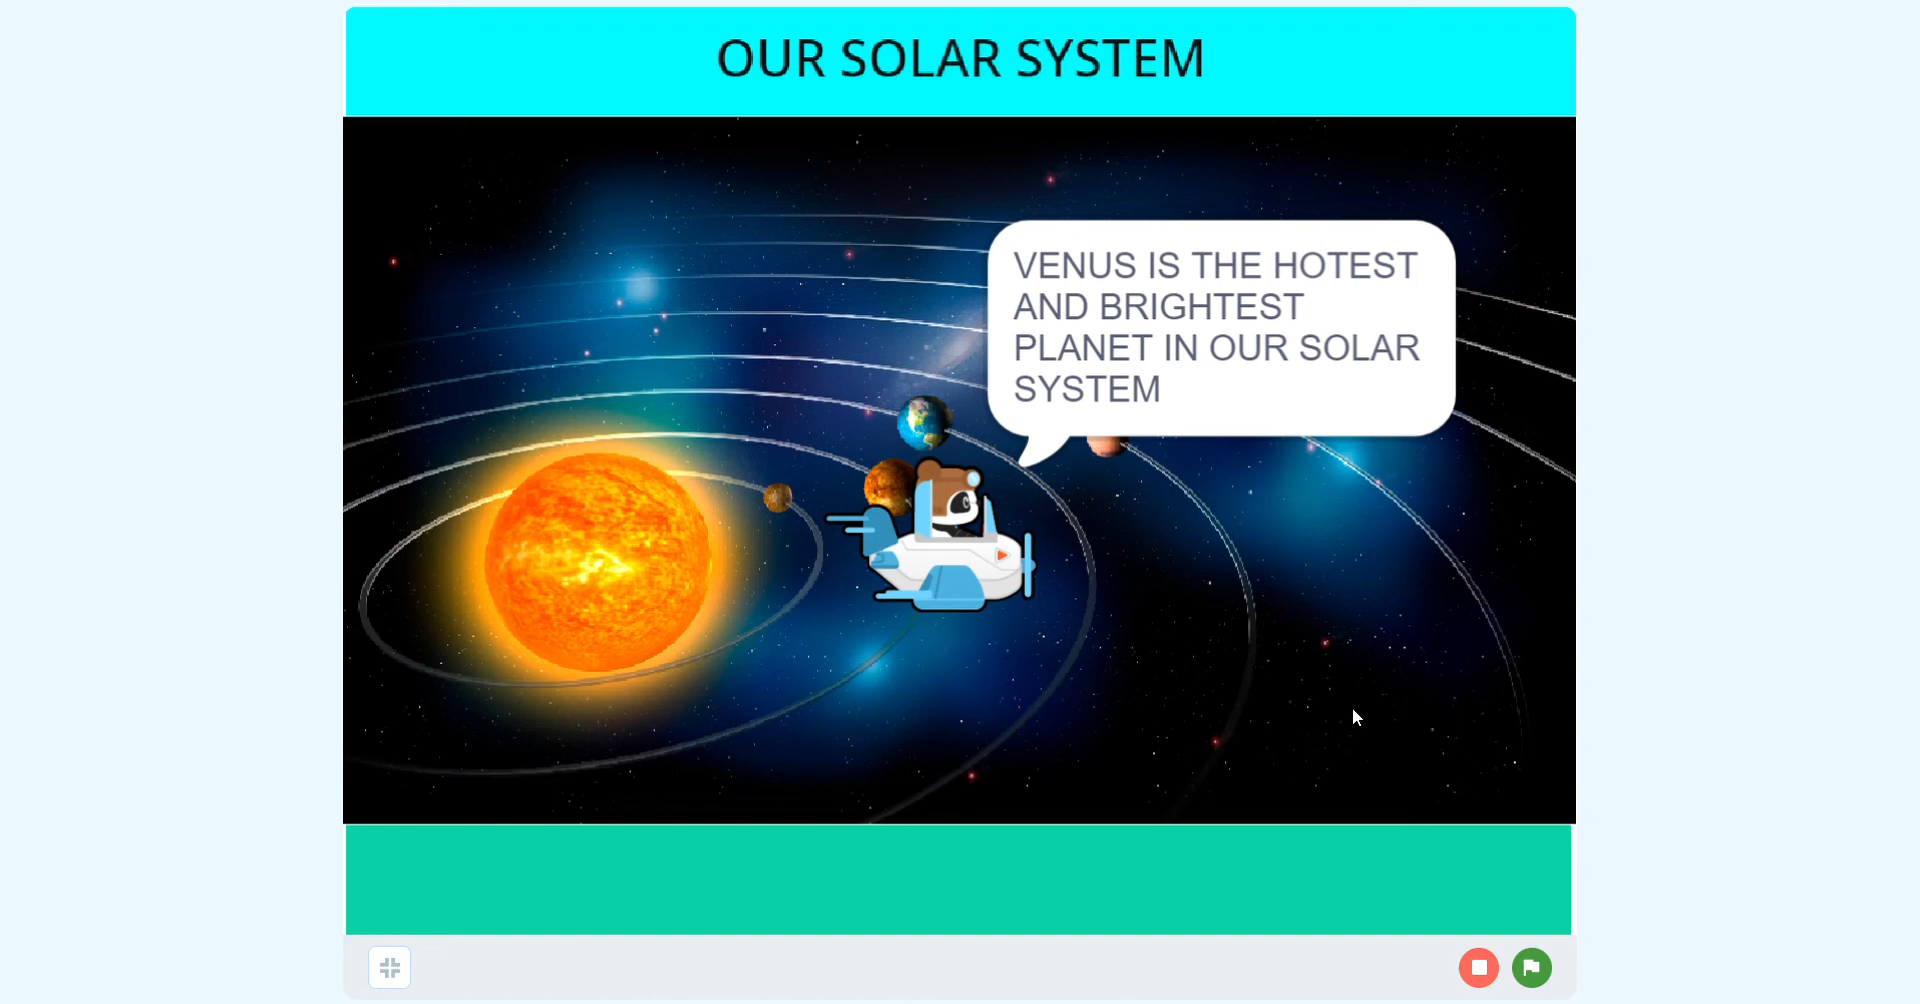 OUR SOLAR SYSTEM
VENUS IS THE HOTEST
AND BRIGHTEST
PLANET IN OUR SOLAR
SYSTEM